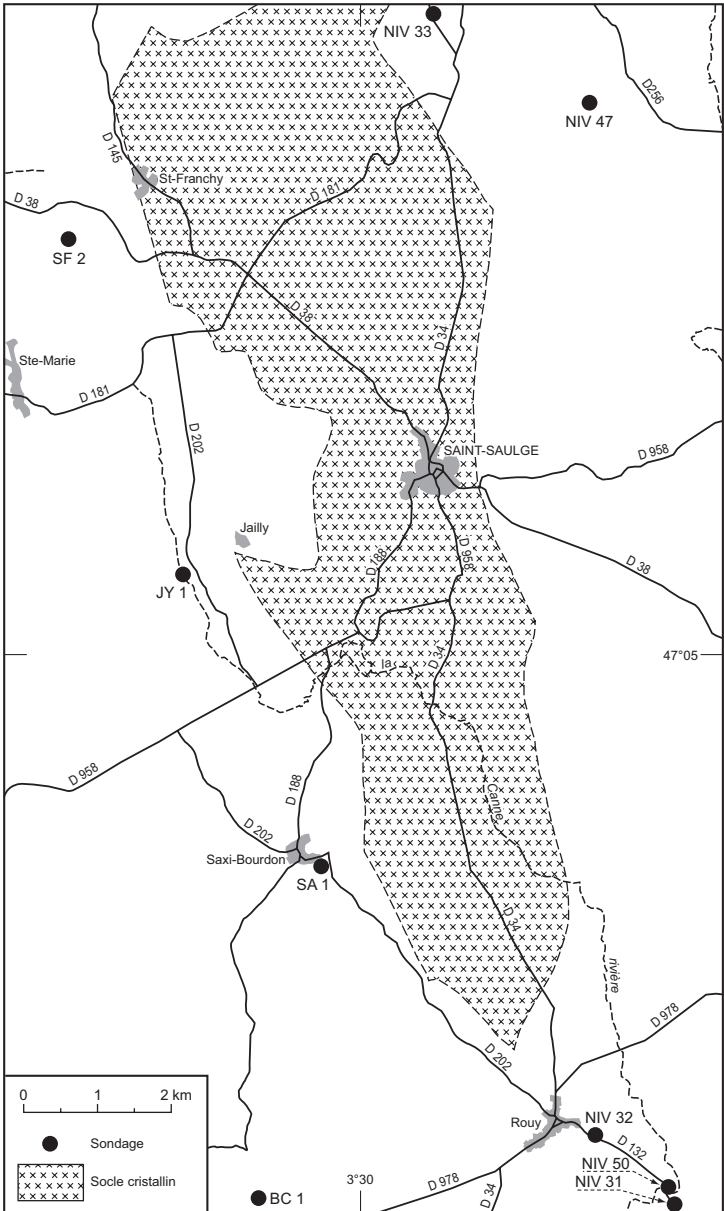 NIV 33
D 256
NIV 47
D 145
St-Franchy
D 181
D 38
SF 2
D 38
D 34
Ste-Marie
D 181
D 202
SAINT-SAULGE
D 958
Jailly
D 188
D 958
D 38
JY 1
la
D 34
47°05
D 958
D 188
Canne
D 202
Saxi-Bourdon
SA 1
D 34
rivière
D 978
D 202
0 1 2 km
Sondage
Socle cristallin
Rouy
NIV 32
D 132
NIV 50
NIV 31
3°30
D 978
D 34
BC 1